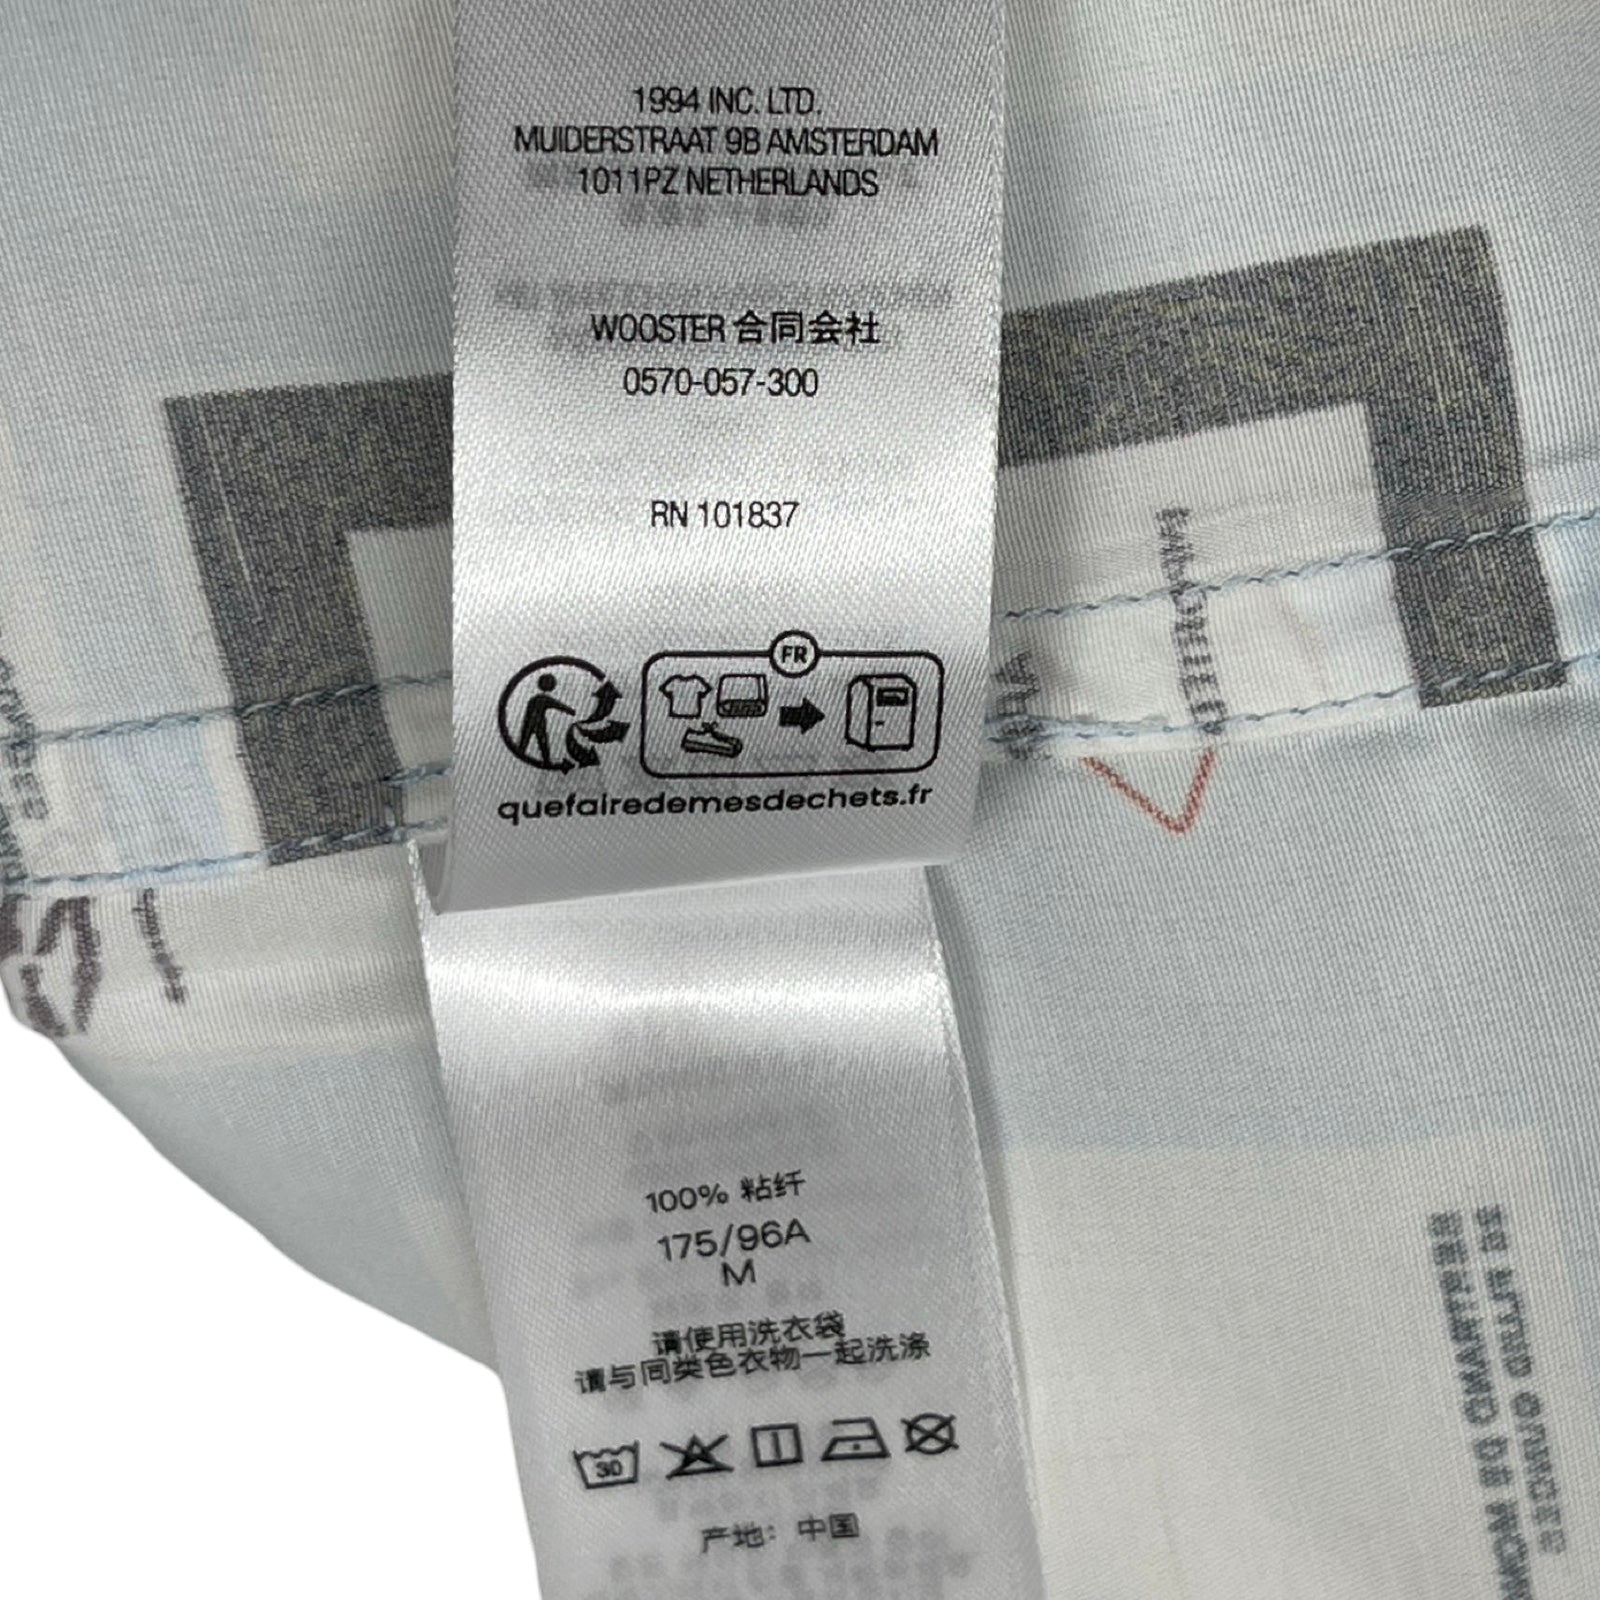 1994 INC. LTD.
MUIDERSTRAAT 9B AMSTERDAM
1011PZ NETHERLANDS
WOOSTER 合同会社
0570-057-300
RN 101837
FR
quefairedemesdechets.fr
100% 粘纤
175/96A
M
请使用洗衣袋
请与同类色衣物一起洗涤
30
产地：中国